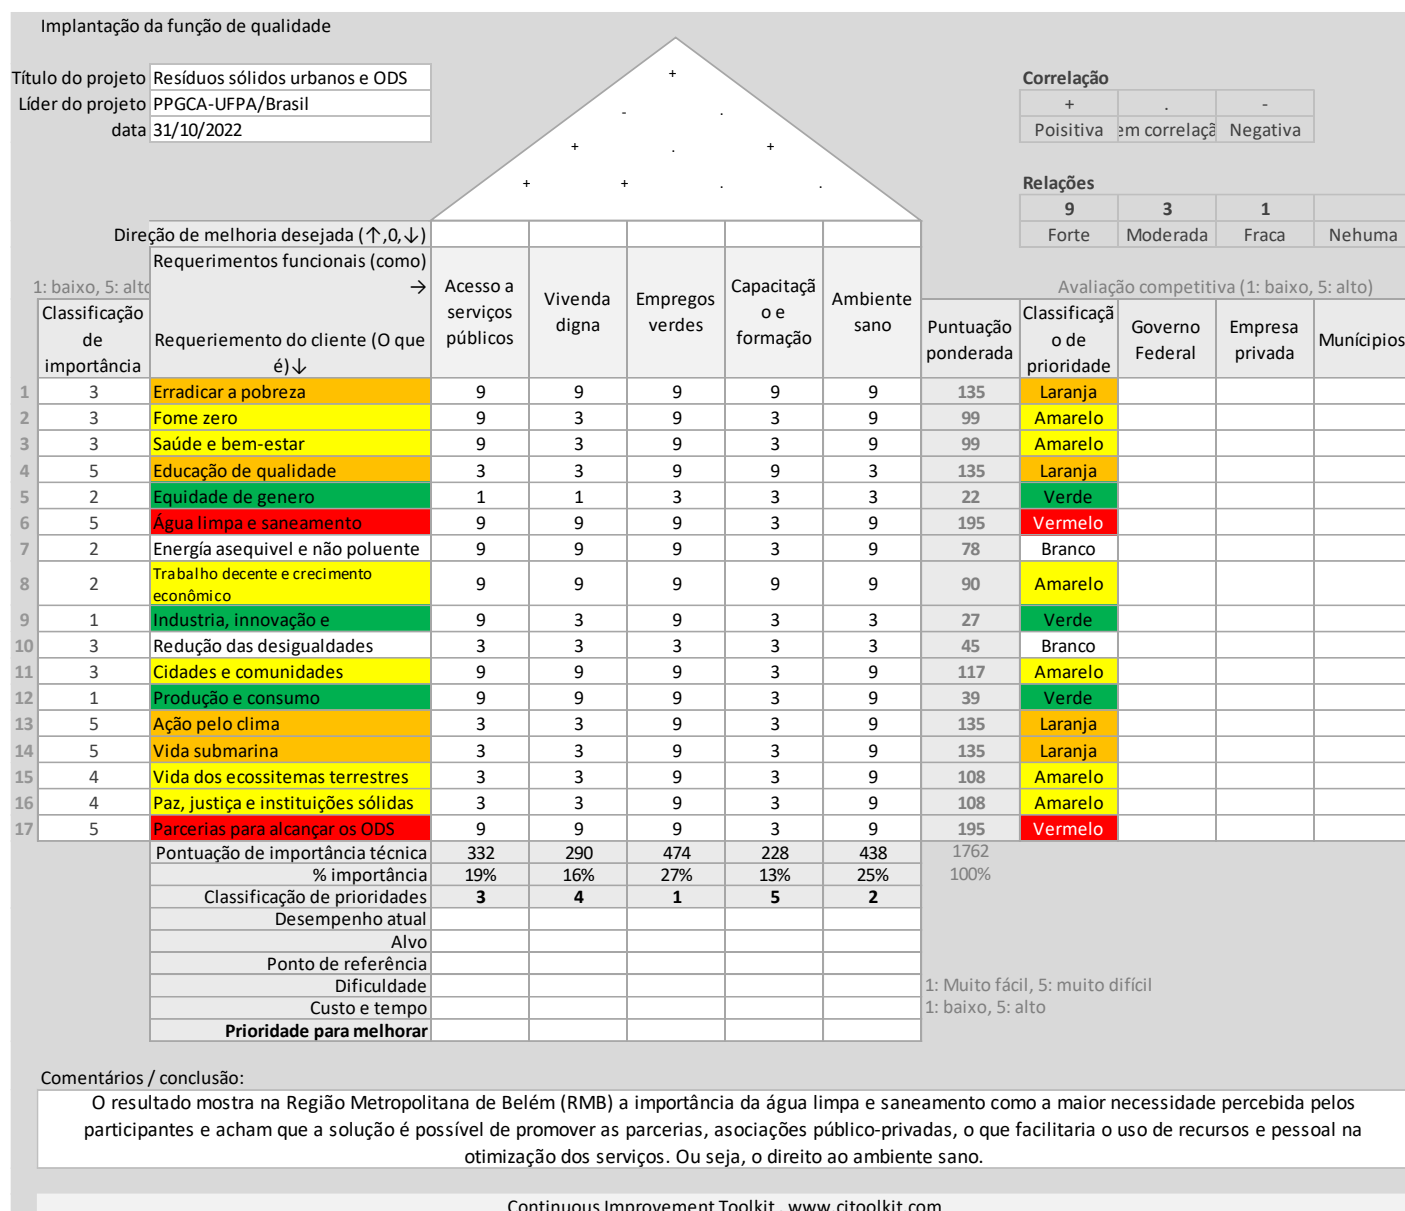 Implantação da função de qualidade
Título do projeto Resíduos sólidos urbanos e ODS
Líder do projeto PPGCA-UFPA/Brasil
data 31/10/2022
+
- .
+ . +
+ + . .
Correlação
+ . -
Poisitiva em correlaçã Negativa
Relações
9 3 1
Forte Moderada Fraca Nehuma
Direção de melhoria desejada (↑,0,↓)
1: baixo, 5: alto
Avaliação competitiva (1: baixo, 5: alto)
Classificação
de
importância
Requerimentos funcionais (como)
→
Requeriemento do cliente (O que
é)↓
Acesso a
serviços
públicos
Vivenda
digna
Empregos
verdes
Capacitaçã
o e
formação
Ambiente
sano
Puntuação
ponderada
Classificaçã
o de
prioridade
Governo
Federal
Empresa
privada
Munícipios
1 3 Erradicar a pobreza 9 9 9 9 9 135 Laranja
2 3 Fome zero 9 3 9 3 9 99 Amarelo
3 3 Saúde e bem-estar 9 3 9 3 9 99 Amarelo
4 5 Educação de qualidade 3 3 9 9 3 135 Laranja
5 2 Equidade de genero 1 1 3 3 3 22 Verde
6 5 Água limpa e saneamento 9 9 9 3 9 195 Vermelo
7 2 Energía asequivel e não poluente 9 9 9 3 9 78 Branco
8 2 Trabalho decente e crecimento
econômico 9 9 9 9 9 90 Amarelo
9 1 Industria, innovação e 9 3 9 3 3 27 Verde
10 3 Redução das desigualdades 3 3 3 3 3 45 Branco
11 3 Cidades e comunidades 9 9 9 3 9 117 Amarelo
12 1 Produção e consumo 9 9 9 3 9 39 Verde
13 5 Ação pelo clima 3 3 9 3 9 135 Laranja
14 5 Vida submarina 3 3 9 3 9 135 Laranja
15 4 Vida dos ecossitemas terrestres 3 3 9 3 9 108 Amarelo
16 4 Paz, justiça e instituições sólidas 3 3 9 3 9 108 Amarelo
17 5 Parcerias para alcançar os ODS 9 9 9 3 9 195 Vermelo
Pontuação de importância técnica 332 290 474 228 438 1762
% importância 19% 16% 27% 13% 25% 100%
Classificação de prioridades 3 4 1 5 2
Desempenho atual
Alvo
Ponto de referência
Dificuldade 1: Muito fácil, 5: muito difícil
Custo e tempo 1: baixo, 5: alto
Prioridade para melhorar
Comentários / conclusão:
O resultado mostra na Região Metropolitana de Belém (RMB) a importância da água limpa e saneamento como a maior necessidade percebida pelos
participantes e acham que a solução é possível de promover as parcerias, asociações público-privadas, o que facilitaria o uso de recursos e pessoal na
otimização dos serviços. Ou seja, o direito ao ambiente sano.
Continuous Improvement Toolkit . www.citoolkit.com